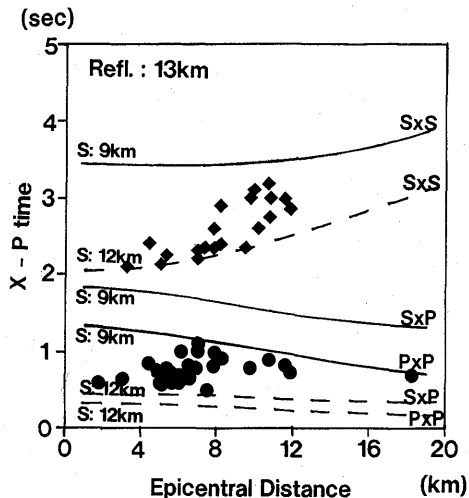 (sec)
5
Refl. : 13km
4
SxS
S: 9km
SxS
3
X - P time
S: 12km
2
S: 9km
SxP
S: 9km
1
PxP
S: 12km
SxP
S: 12km
PxP
0
0 4 8 12 16 20
Epicentral Distance (km)